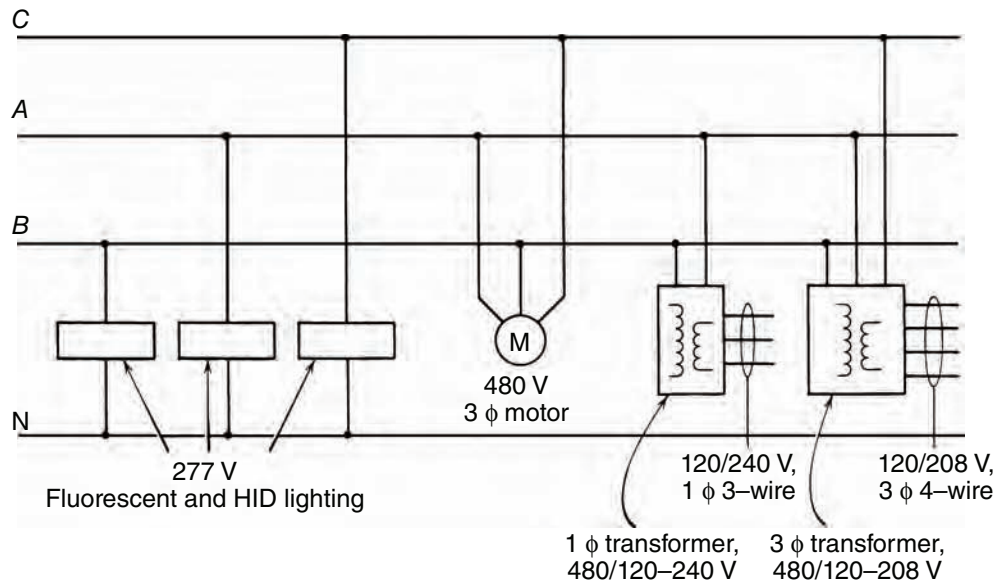 C
A
B
N
M
480 V
3 ϕ motor
277 V
Fluorescent and HID lighting
120/240 V,
1 ϕ 3–wire
120/208 V,
3 ϕ 4–wire
1 ϕ transformer,
480/120–240 V
3 ϕ transformer,
480/120–208 V